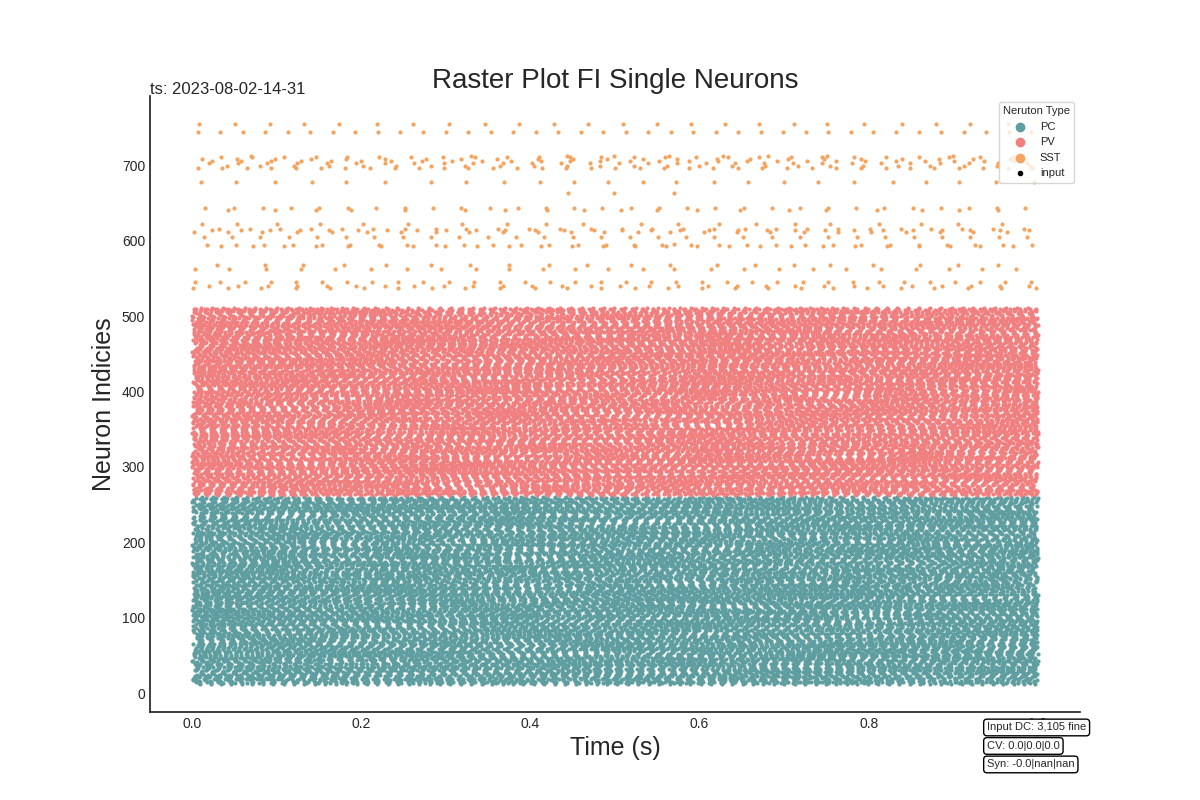 Raster Plot FI Single Neurons
ts: 2023-08-02-14-31
Neruton Type
PC
PV
SST
input
700
600
500
400
300
200
100
0
Neuron Indicies
0.0
0.2
0.4
0.6
0.8
Time (s)
Input DC: 3,105 fine
CV: 0.0|0.0|0.0
Syn: -0.0|nan|nan